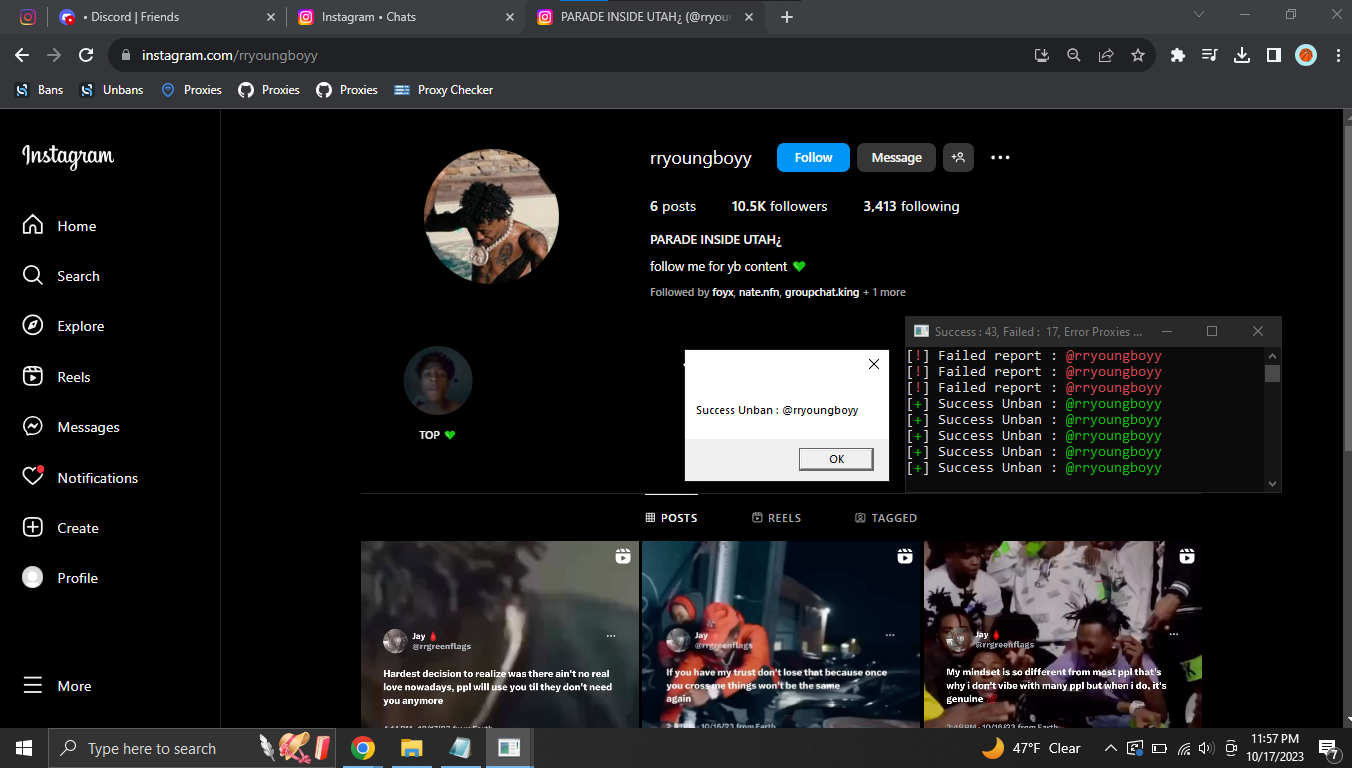 • Discord | Friends
Instagram • Chats
PARADE INSIDE UTAH¿ (@rryou
instagram.com/rryoungboyy
Bans
Unbans
Proxies
Proxies
Proxies
Proxy Checker
Instagram
Home
Search
Explore
Reels
Messages
Notifications
Create
Profile
More
rryoungboyy
Follow
Message
6 posts
10.5K followers
3,413 following
PARADE INSIDE UTAH¿
follow me for yb content 💚
Followed by foyx, nate.nfn, groupchat.king + 1 more
TOP 💚
Success Unban : @rryoungboyy
OK
Success : 43, Failed : 17, Error Proxies ...
[!] Failed report : @rryoungboyy
[!] Failed report : @rryoungboyy
[!] Failed report : @rryoungboyy
[+] Success Unban : @rryoungboyy
[+] Success Unban : @rryoungboyy
[+] Success Unban : @rryoungboyy
[+] Success Unban : @rryoungboyy
[+] Success Unban : @rryoungboyy
POSTS
REELS
TAGGED
Jay 🩸
@rrgreenflags
Hardest decision to realize was there ain't no real
love nowadays, ppl will use you til they don't need
you anymore
Jay 🩸
@rrgreenflags
If you have my trust don't lose that because once
you cross me things won't be the same
again
Jay 🩸
@rrgreenflags
My mindset is so different from most ppl that's
why i don't vibe with many ppl but when i do, it's
genuine
Type here to search
47°F Clear
11:57 PM
10/17/2023
7